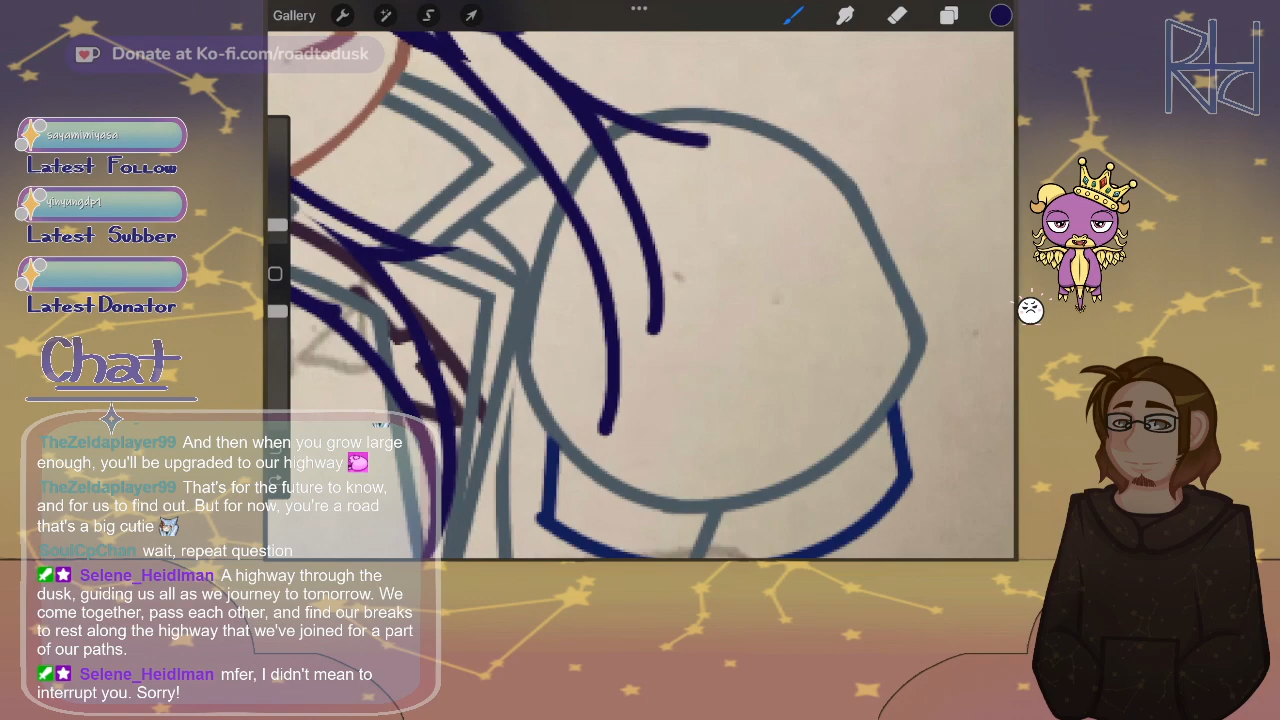 Gallery
Donate at Ko-fi.com/roadtodusk
sayamimiyasa
Latest Follow
yinyangdp1
Latest Subber
Latest Donator
Chat
TheZeldaplayer99 And then when you grow large
enough, you'll be upgraded to our highway
TheZeldaplayer99 That's for the future to know,
and for us to find out. But for now, you're a road
that's a big cutie
SoulCpChan wait, repeat question
Selene_Heidlman A highway through the
dusk, guiding us all as we journey to tomorrow. We
come together, pass each other, and find our breaks
to rest along the highway that we've joined for a part
of our paths.
Selene_Heidlman mfer, I didn't mean to
interrupt you. Sorry!
RtD